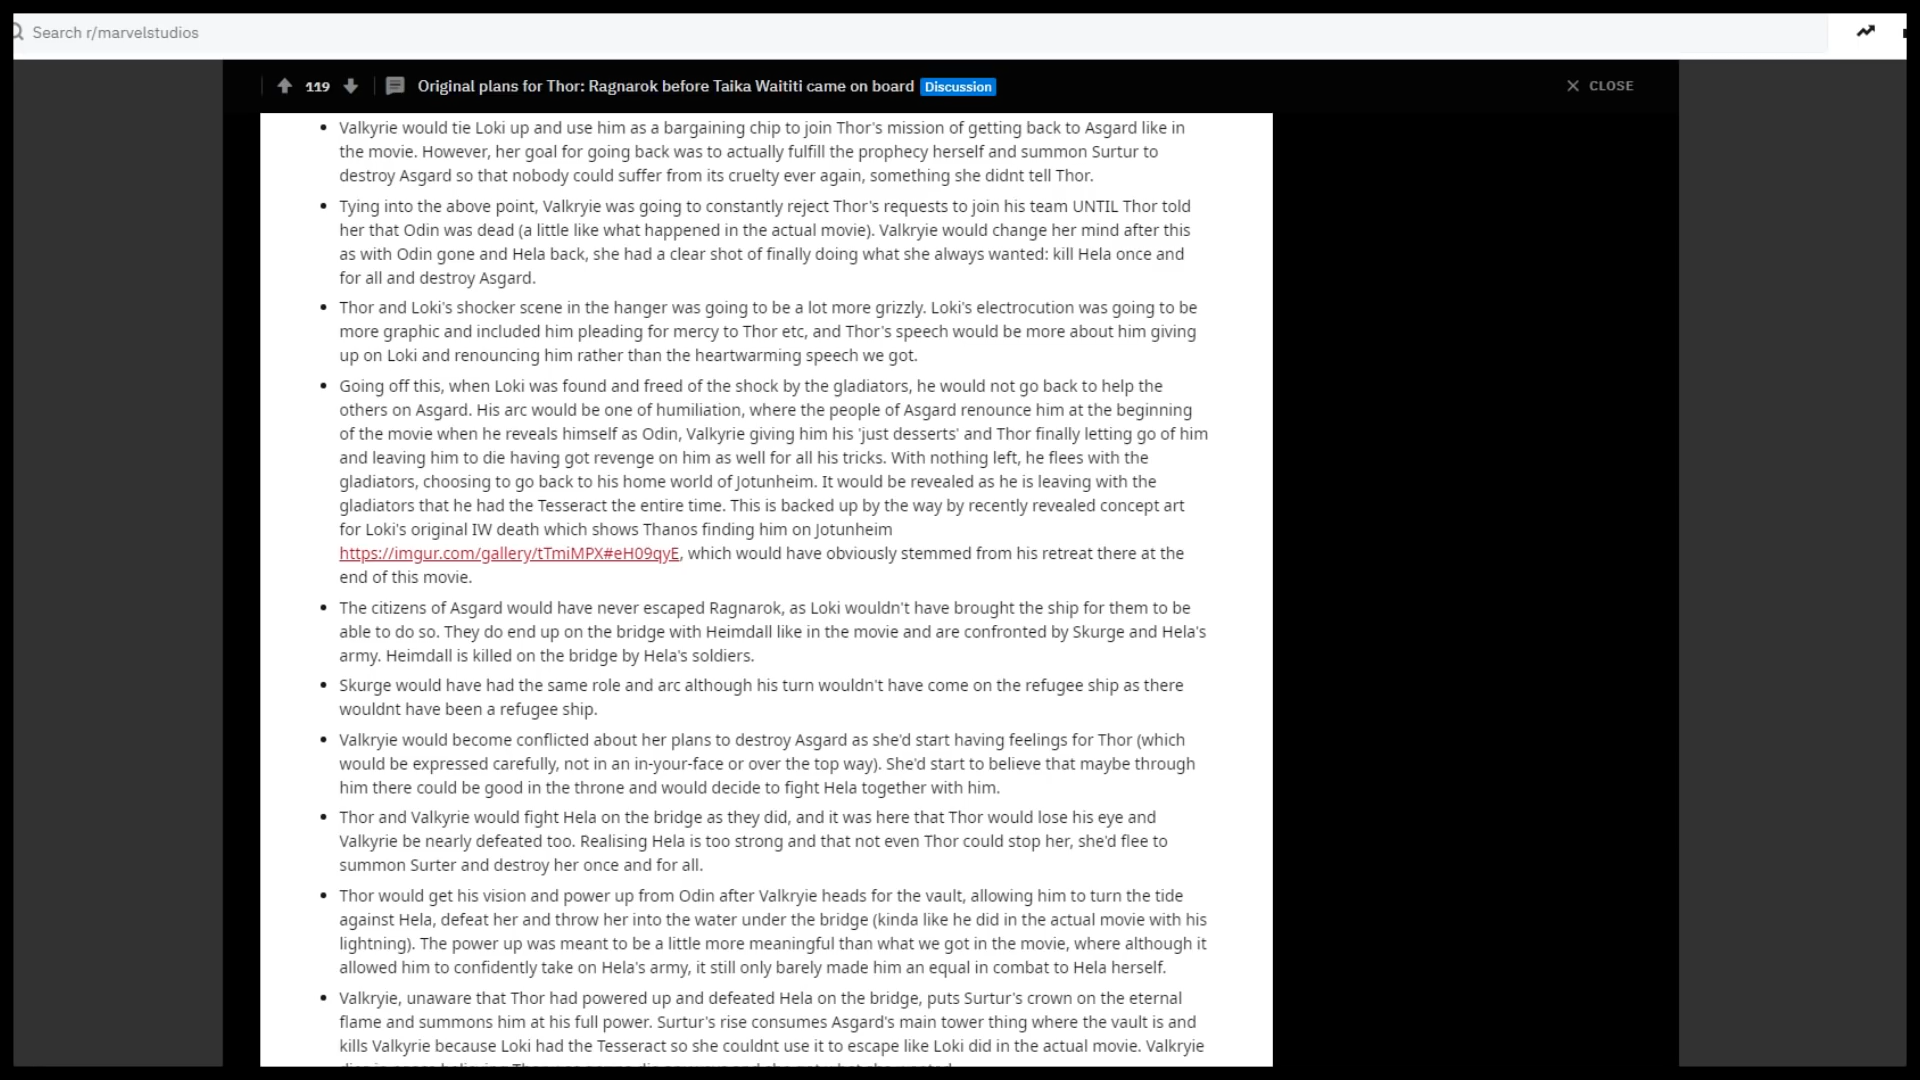 Search r/marvelstudios
119 Original plans for Thor: Ragnarok before Taika Waititi came on board Discussion CLOSE
• Valkyrie would tie Loki up and use him as a bargaining chip to join Thor's mission of getting back to Asgard like in
the movie. However, her goal for going back was to actually fulfill the prophecy herself and summon Surtur to
destroy Asgard so that nobody could suffer from its cruelty ever again, something she didnt tell Thor.
• Tying into the above point, Valkryie was going to constantly reject Thor's requests to join his team UNTIL Thor told
her that Odin was dead (a little like what happened in the actual movie). Valkryie would change her mind after this
as with Odin gone and Hela back, she had a clear shot of finally doing what she always wanted: kill Hela once and
for all and destroy Asgard.
• Thor and Loki's shocker scene in the hanger was going to be a lot more grizzly. Loki's electrocution was going to be
more graphic and included him pleading for mercy to Thor etc, and Thor's speech would be more about him giving
up on Loki and renouncing him rather than the heartwarming speech we got.
• Going off this, when Loki was found and freed of the shock by the gladiators, he would not go back to help the
others on Asgard. His arc would be one of humiliation, where the people of Asgard renounce him at the beginning
of the movie when he reveals himself as Odin, Valkyrie giving him his 'just desserts' and Thor finally letting go of him
and leaving him to die having got revenge on him as well for all his tricks. With nothing left, he flees with the
gladiators, choosing to go back to his home world of Jotunheim. It would be revealed as he is leaving with the
gladiators that he had the Tesseract the entire time. This is backed up by the way by recently revealed concept art
for Loki's original IW death which shows Thanos finding him on Jotunheim
https://imgur.com/gallery/tTmiMPX#eH09qyE, which would have obviously stemmed from his retreat there at the
end of this movie.
• The citizens of Asgard would have never escaped Ragnarok, as Loki wouldn't have brought the ship for them to be
able to do so. They do end up on the bridge with Heimdall like in the movie and are confronted by Skurge and Hela's
army. Heimdall is killed on the bridge by Hela's soldiers.
• Skurge would have had the same role and arc although his turn wouldn't have come on the refugee ship as there
wouldnt have been a refugee ship.
• Valkryie would become conflicted about her plans to destroy Asgard as she'd start having feelings for Thor (which
would be expressed carefully, not in an in-your-face or over the top way). She'd start to believe that maybe through
him there could be good in the throne and would decide to fight Hela together with him.
• Thor and Valkyrie would fight Hela on the bridge as they did, and it was here that Thor would lose his eye and
Valkyrie be nearly defeated too. Realising Hela is too strong and that not even Thor could stop her, she'd flee to
summon Surter and destroy her once and for all.
• Thor would get his vision and power up from Odin after Valkryie heads for the vault, allowing him to turn the tide
against Hela, defeat her and throw her into the water under the bridge (kinda like he did in the actual movie with his
lightning). The power up was meant to be a little more meaningful than what we got in the movie, where although it
allowed him to confidently take on Hela's army, it still only barely made him an equal in combat to Hela herself.
• Valkryie, unaware that Thor had powered up and defeated Hela on the bridge, puts Surtur's crown on the eternal
flame and summons him at his full power. Surtur's rise consumes Asgard's main tower thing where the vault is and
kills Valkyrie because Loki had the Tesseract so she couldnt use it to escape like Loki did in the actual movie. Valkryie